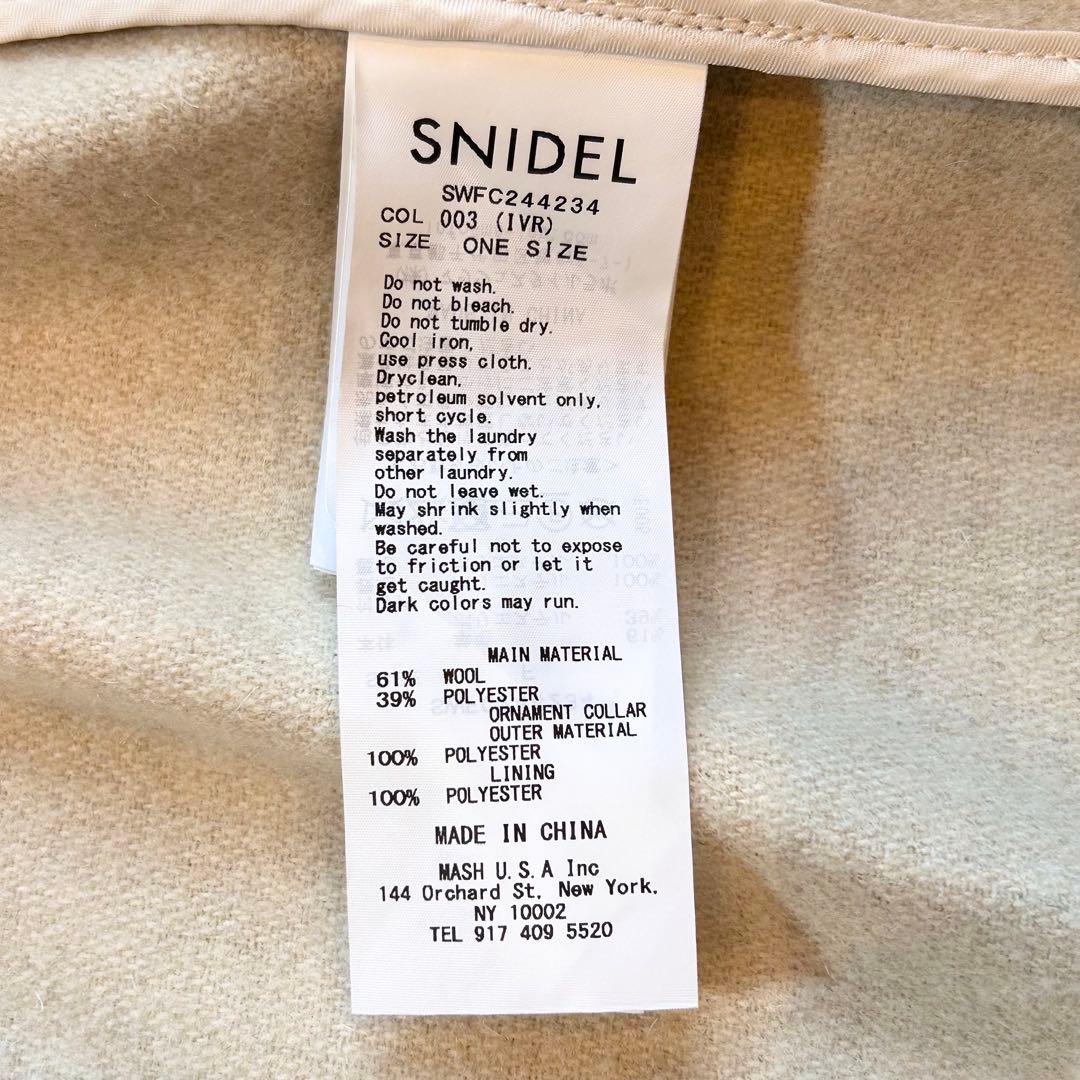 SNIDEL
SWFC244234
COL 003 (IVR)
SIZE ONE SIZE
Do not wash.
Do not bleach.
Do not tumble dry.
Cool iron,
use press cloth.
Dryclean,
petroleum solvent only,
short cycle.
Wash the laundry
separately from
other laundry.
Do not leave wet.
May shrink slightly when
washed.
Be careful not to expose
to friction or let it
get caught.
Dark colors may run.
MAIN MATERIAL
61% WOOL
39% POLYESTER
ORNAMENT COLLAR
OUTER MATERIAL
100% POLYESTER
LINING
100% POLYESTER
MADE IN CHINA
MASH U.S.A Inc
144 Orchard St, New York,
NY 10002
TEL 917 409 5520